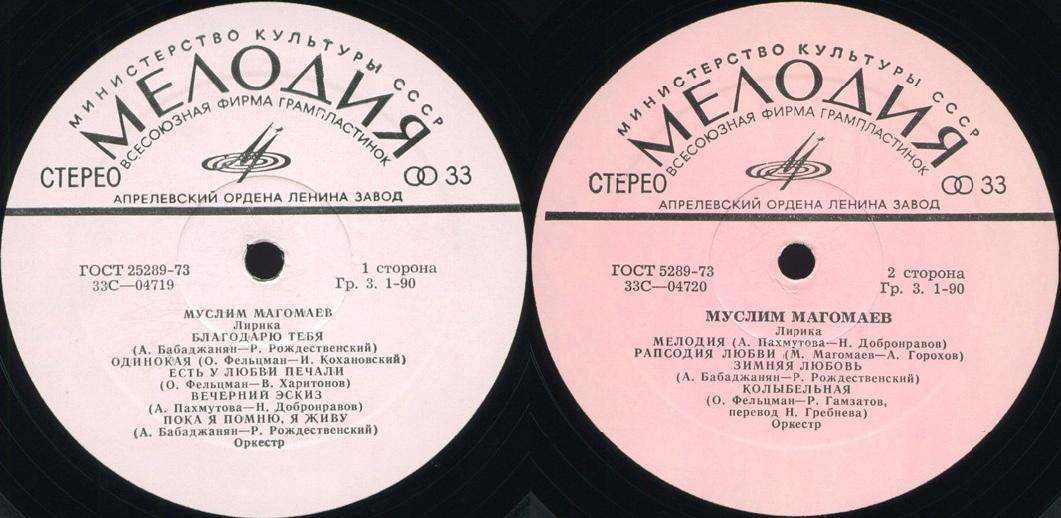 МИНИСТЕРСТВО КУЛЬТУРЫ СССР
МЕЛОДИЯ
ВСЕСОЮЗНАЯ ФИРМА ГРАМПЛАСТИНОК
СТЕРЕО
33
АПРЕЛЕВСКИЙ ОРДЕНА ЛЕНИНА ЗАВОД
ГОСТ 25289-73
1 сторона
33С—04719
Гр. 3. 1-90
МУСЛИМ МАГОМАЕВ
Лирика
БЛАГОДАРЮ ТЕБЯ
(А. Бабаджанян—Р. Рождественский)
ОДИНОКАЯ (О. Фельцман—И. Кохановский)
ЕСТЬ У ЛЮБВИ ПЕЧАЛИ
(О. Фельцман—В. Харитонов)
ВЕЧЕРНИЙ ЭСКИЗ
(А. Пахмутова—Н. Добронравов)
ПОКА Я ПОМНЮ, Я ЖИВУ
(А. Бабаджанян—Р. Рождественский)
Оркестр
МИНИСТЕРСТВО КУЛЬТУРЫ СССР
МЕЛОДИЯ
ВСЕСОЮЗНАЯ ФИРМА ГРАМПЛАСТИНОК
СТЕРЕО
33
АПРЕЛЕВСКИЙ ОРДЕНА ЛЕНИНА ЗАВОД
ГОСТ 5289-73
2 сторона
33С—04720
Гр. 3. 1-90
МУСЛИМ МАГОМАЕВ
Лирика
МЕЛОДИЯ (А. Пахмутова—Н. Добронравов)
РАПСОДИЯ ЛЮБВИ (М. Магомаев—А. Горохов)
ЗИМНЯЯ ЛЮБОВЬ
(А. Бабаджанян—Р. Рождественский)
КОЛЫБЕЛЬНАЯ
(О. Фельцман—Р. Гамзатов,
перевод Н. Гребнева)
Оркестр